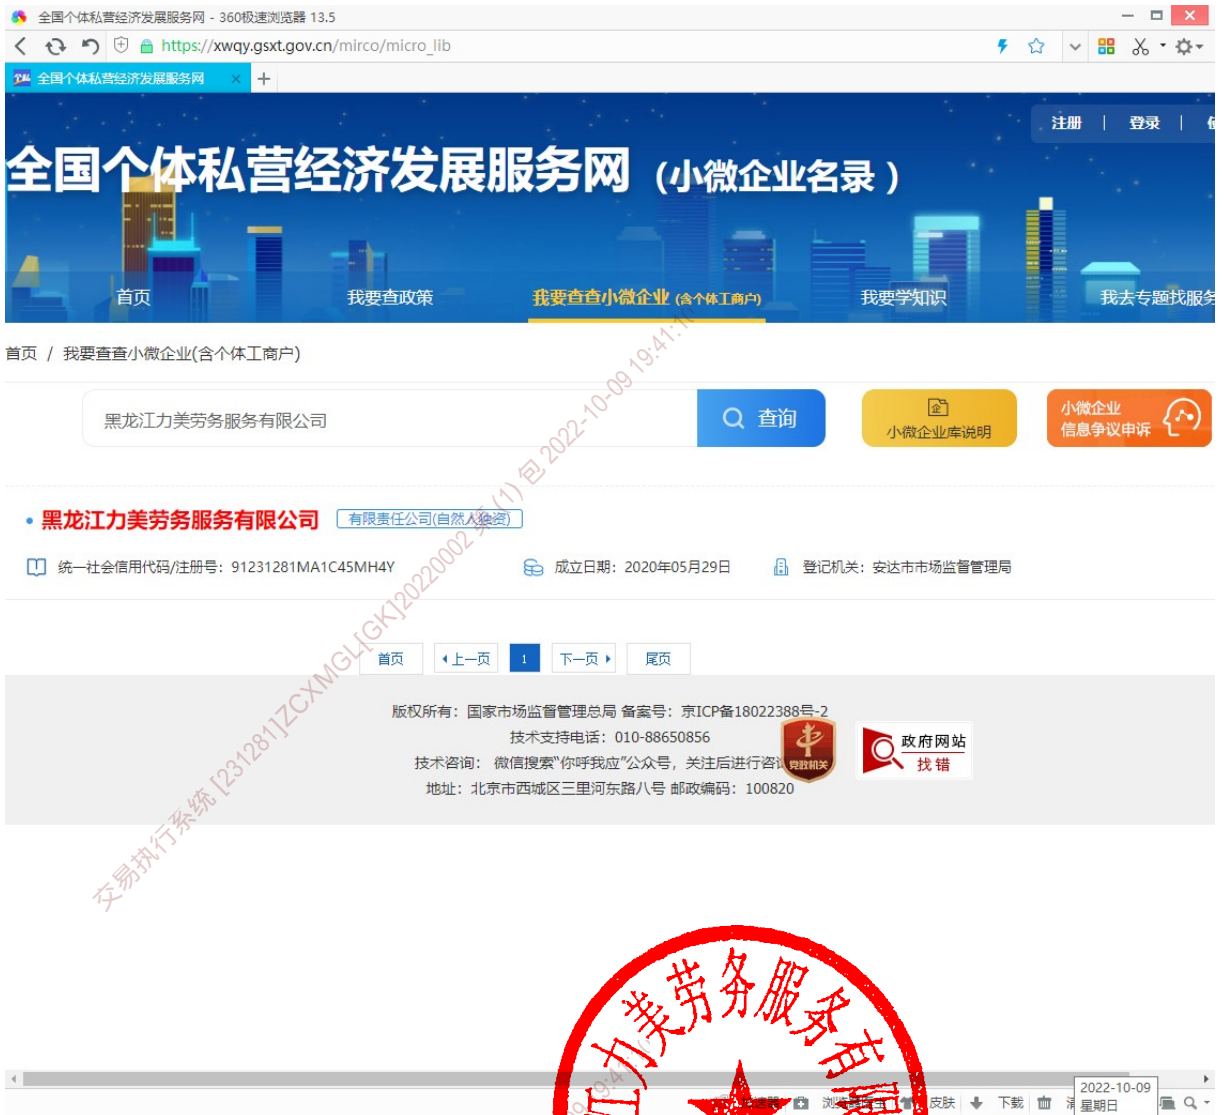 全国个体私营经济发展服务网 - 360极速浏览器 13.5
https://xwqy.gsxt.gov.cn/mirco/micro_lib
全国个体私营经济发展服务网
注册 | 登录 |
全国个体私营经济发展服务网（小微企业名录）
首页 我要查政策 我要查查小微企业 (含个体工商户) 我要学知识 我去专题找服务
首页 / 我要查查小微企业(含个体工商户)
黑龙江力美劳务服务有限公司 查询
小微企业库说明
小微企业
信息争议申诉
黑龙江力美劳务服务有限公司 有限责任公司(自然人独资)
统一社会信用代码/注册号：91231281MA1C45MH4Y 成立日期：2020年05月29日 登记机关：安达市市场监督管理局
首页 上一页 1 下一页 尾页
版权所有：国家市场监督管理总局 备案号：京ICP备18022388号-2
技术支持电话：010-88650856
技术咨询： 微信搜索“你呼我应”公众号，关注后进行咨询
地址：北京市西城区三里河东路八号 邮政编码：100820
党政机关
政府网站
找错
交易执行系统 [231281]ZCXMGL[GK]20220002 第 (1) 包 2022-10-09 19:41:10
江力美劳务服务有限
加速器 浏览器医生 皮肤 下载
2022-10-09
星期日